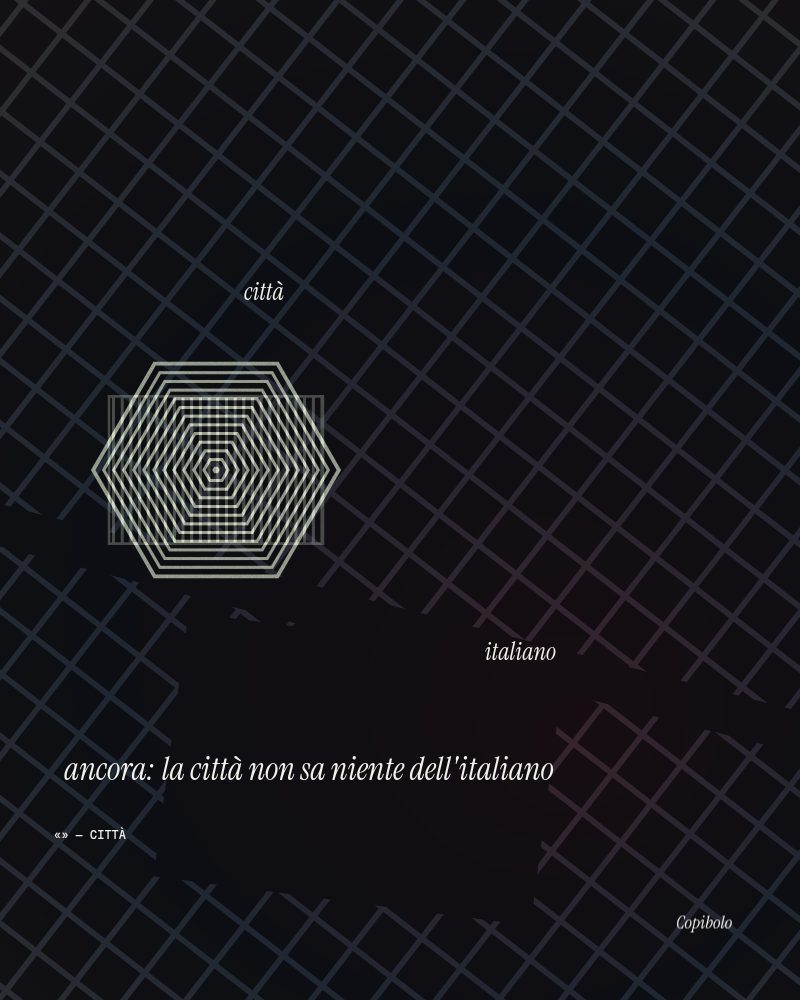 città
italiano
ancora: la città non sa niente dell'italiano
«» — CITTÀ
Copibolo